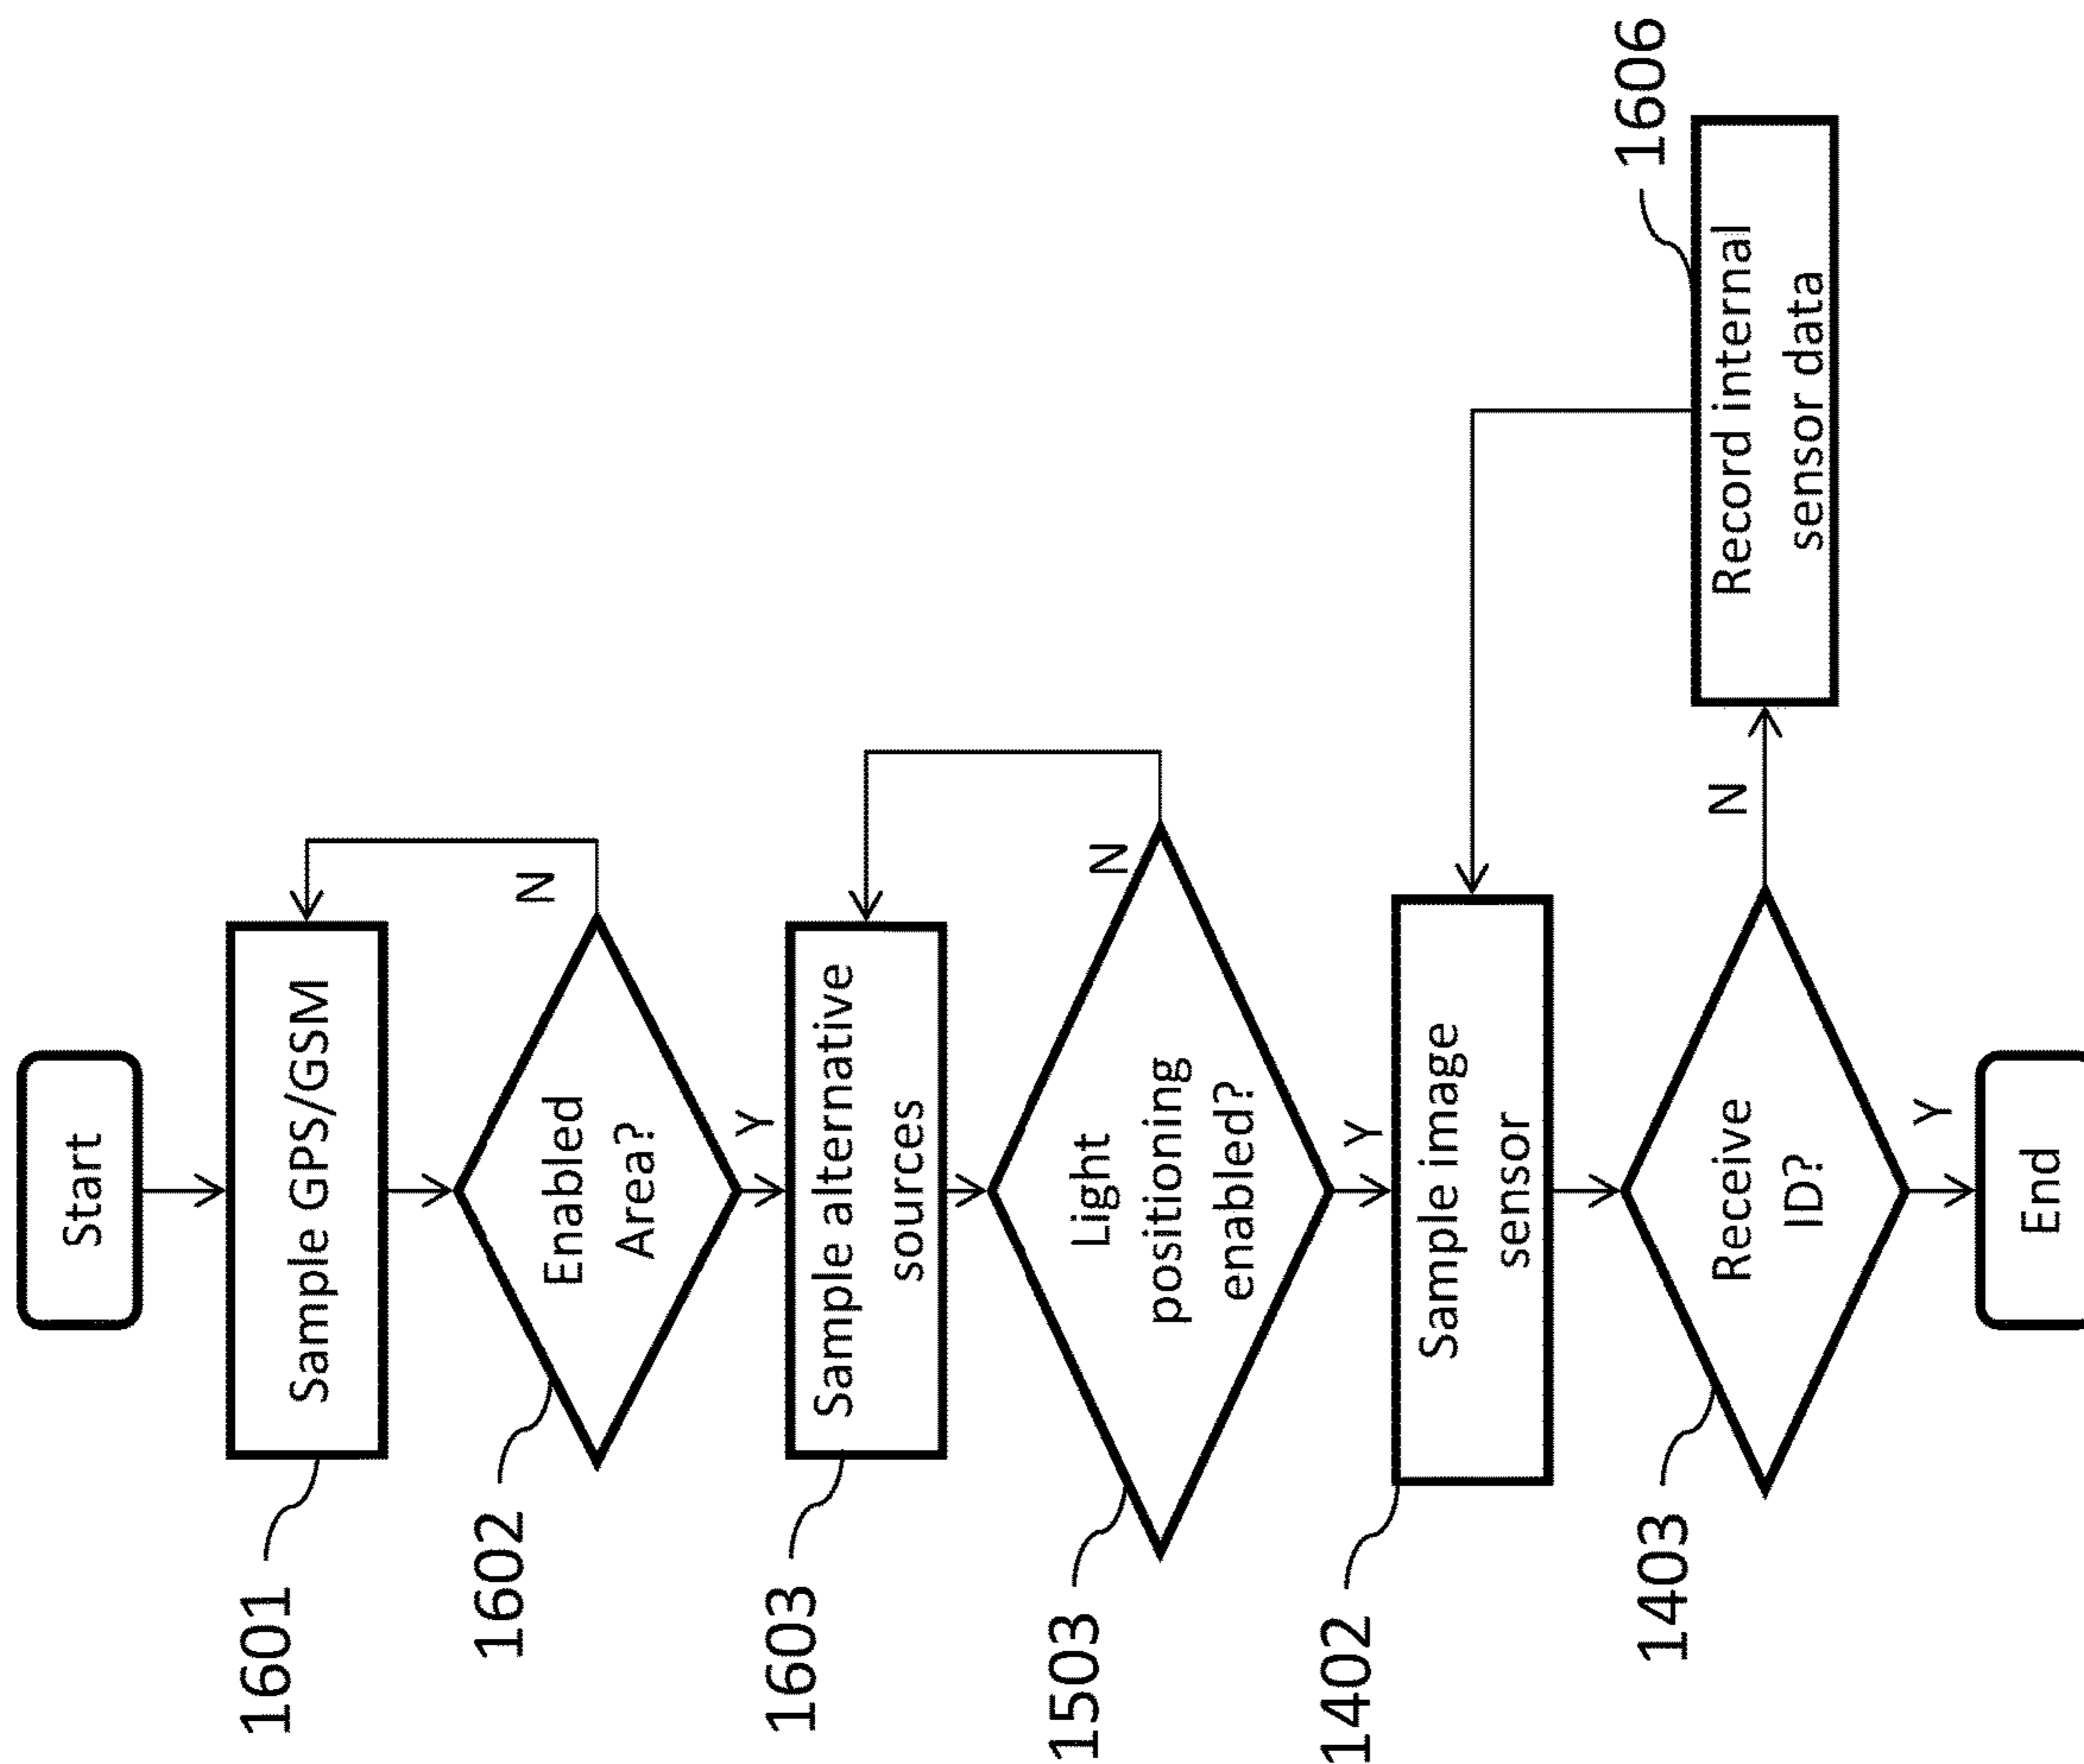 Start
1601
Sample GPS/GSM
1602
Enabled
Area?
N
Y
1603
Sample alternative
sources
1503
Light
positioning
enabled?
N
Y
1402
Sample image
sensor
1403
Receive
ID?
N
1606
Record internal
sensor data
Y
End